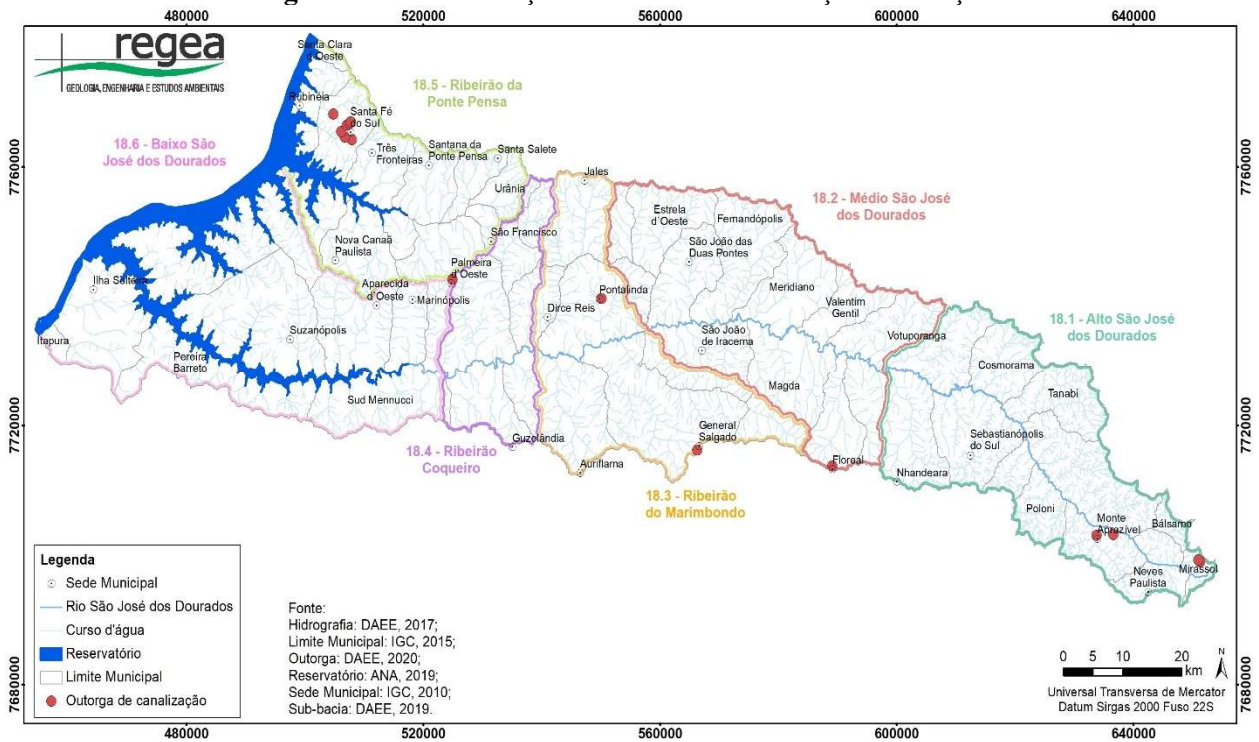 480000
520000
560000
600000
640000
regea
GEOLOGIA, ENGENHARIA E ESTUDOS AMBIENTAIS
Santa Clara
d'Oeste
Rubinéia
Santa Fé
do Sul
18.5 - Ribeirão da
Ponte Pensa
18.6 - Baixo São
José dos Dourados
Três
Fronteiras
Santana da
Ponte Pensa
Santa Salete
Urânia
Jales
18.2 - Médio São José
dos Dourados
7760000
7760000
Estrela
d'Oeste
Fernandópolis
São João das
Duas Pontes
São Francisco
Nova Canaã
Paulista
Palmeira
d'Oeste
Meridiano
Ilha Solteira
Aparecida
d'Oeste
Marinópolis
Pontalinda
Dirce Reis
Valentim
Gentil
18.1 - Alto São José
dos Dourados
Itapura
Suzanópolis
São João
de Iracema
Votuporanga
Pereira
Barreto
Cosmorama
Magda
Tanabi
Sud Mennucci
7720000
7720000
18.4 - Ribeirão
Coqueiro
Guzolândia
General
Salgado
Sebastianópolis
do Sul
Auriflama
Floreal
Nhandeara
18.3 - Ribeirão
do Marimbondo
Poloni
Monte
Aprazível
Bálsamo
Neves
Paulista
Mirassol
Legenda
Sede Municipal
Rio São José dos Dourados
Curso d'água
Reservatório
Limite Municipal
Outorga de canalização
Fonte:
Hidrografia: DAEE, 2017;
Limite Municipal: IGC, 2015;
Outorga: DAEE, 2020;
Reservatório: ANA, 2019;
Sede Municipal: IGC, 2010;
Sub-bacia: DAEE, 2019.
0 5 10 20
km
N
Universal Transversa de Mercator
Datum Sirgas 2000 Fuso 22S
7680000
7680000
480000
520000
560000
600000
640000